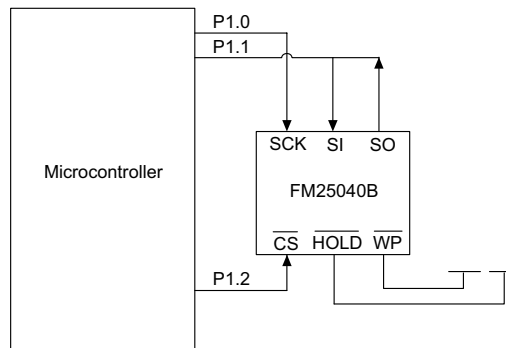 P1.0
P1.1
SCK SI SO
Microcontroller
FM25040B
CS HOLD WP
P1.2